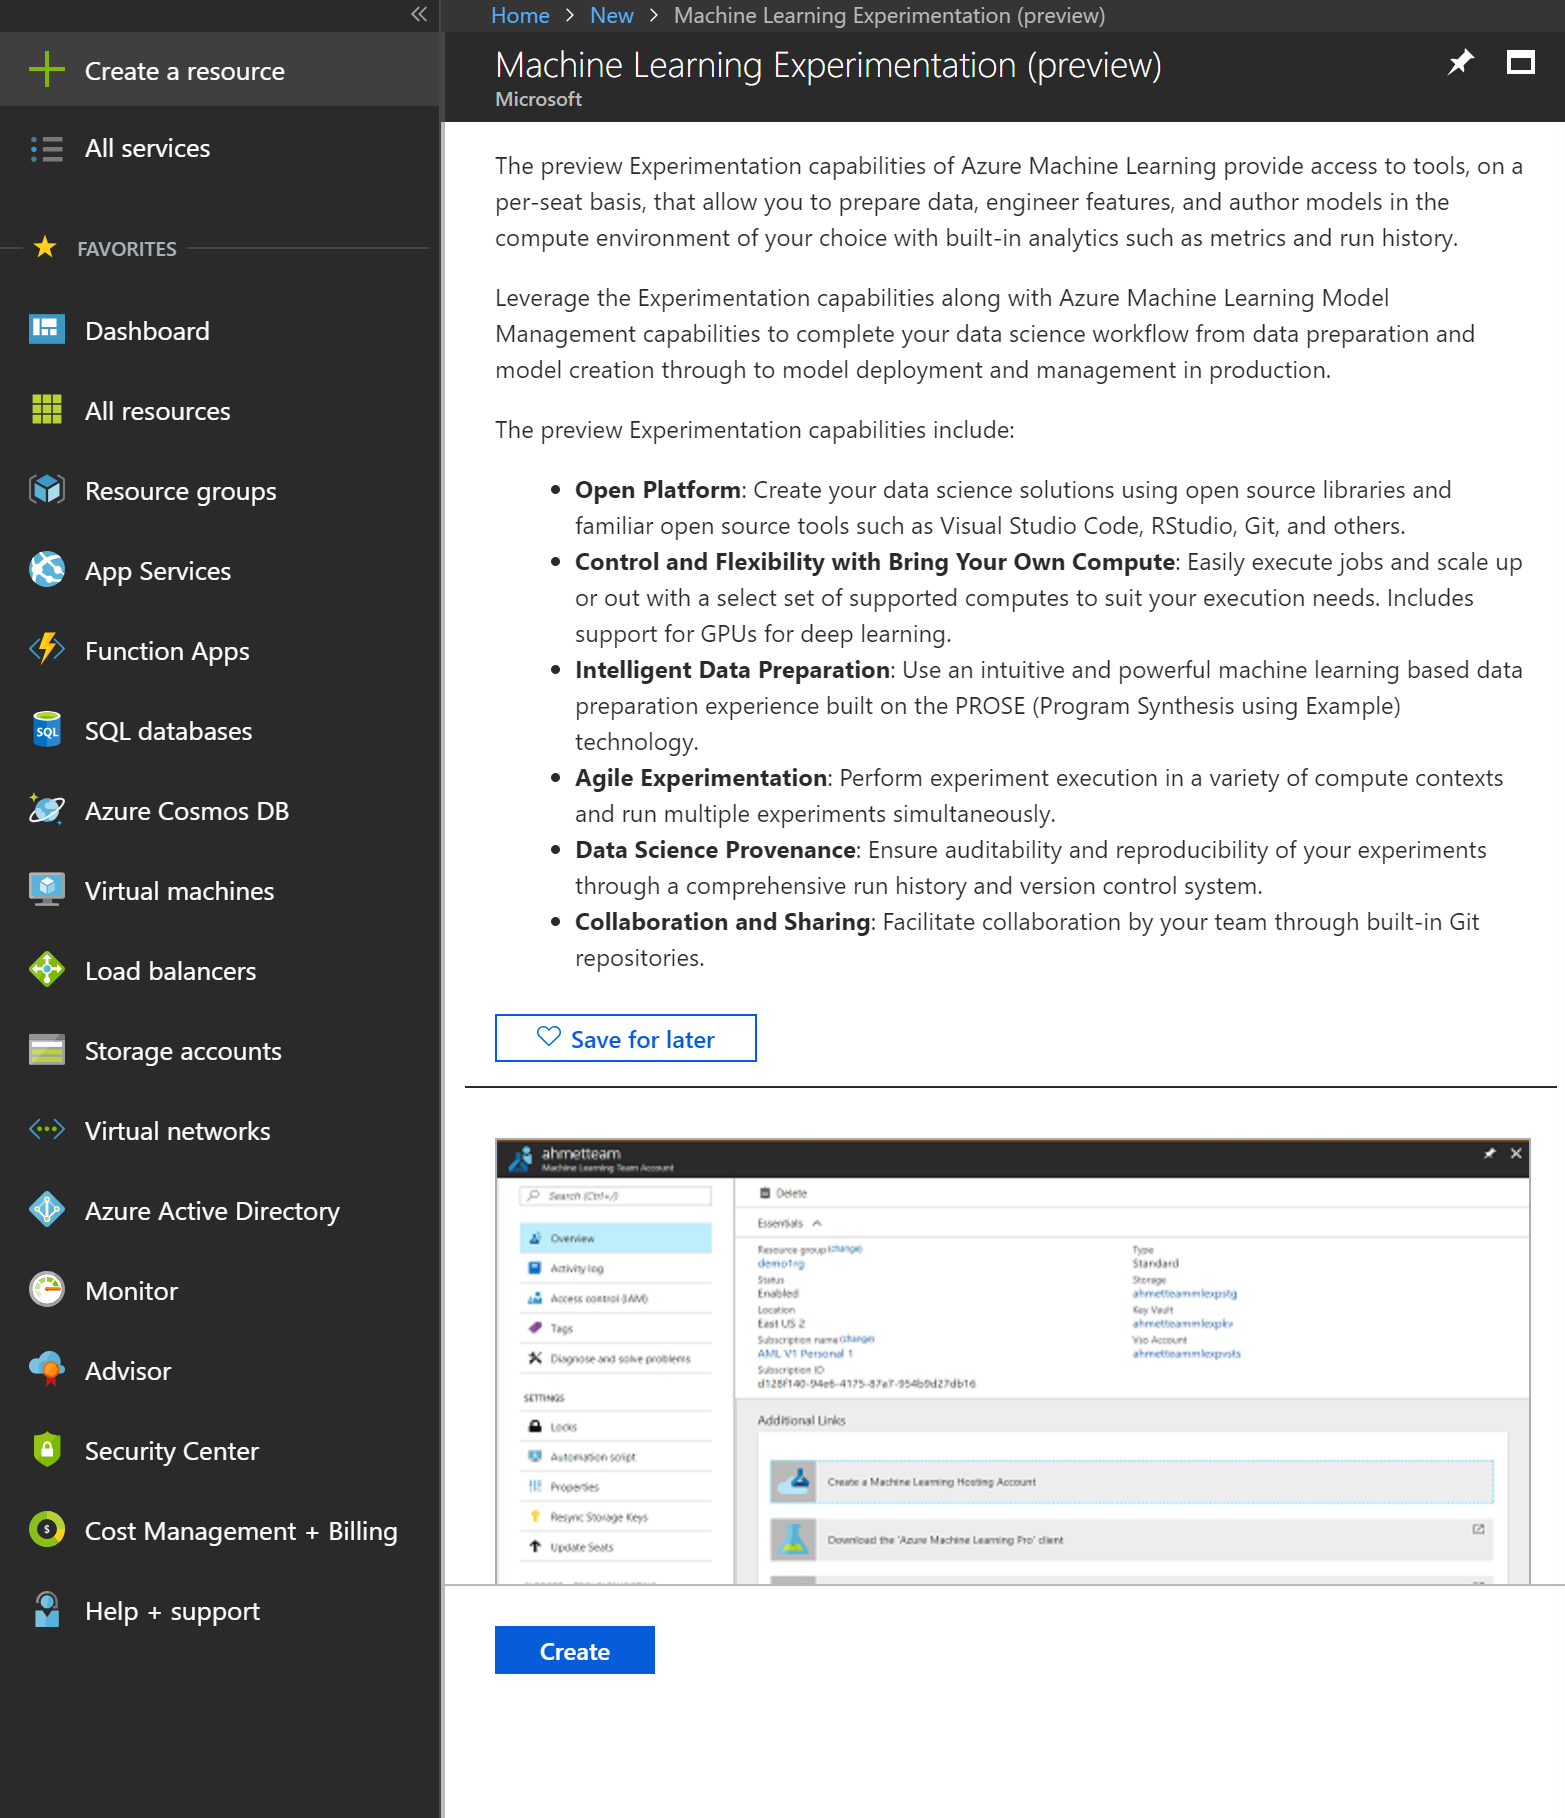 Home > New > Machine Learning Experimentation (preview)
Create a resource
All services
FAVORITES
Dashboard
All resources
Resource groups
App Services
Function Apps
SQL
SQL databases
Azure Cosmos DB
Virtual machines
Load balancers
Storage accounts
Virtual networks
Azure Active Directory
Monitor
Advisor
Security Center
$
Cost Management + Billing
Help + support
Machine Learning Experimentation (preview)
Microsoft
The preview Experimentation capabilities of Azure Machine Learning provide access to tools, on a
per-seat basis, that allow you to prepare data, engineer features, and author models in the
compute environment of your choice with built-in analytics such as metrics and run history.
Leverage the Experimentation capabilities along with Azure Machine Learning Model
Management capabilities to complete your data science workflow from data preparation and
model creation through to model deployment and management in production.
The preview Experimentation capabilities include:
• Open Platform: Create your data science solutions using open source libraries and
familiar open source tools such as Visual Studio Code, RStudio, Git, and others.
• Control and Flexibility with Bring Your Own Compute: Easily execute jobs and scale up
or out with a select set of supported computes to suit your execution needs. Includes
support for GPUs for deep learning.
• Intelligent Data Preparation: Use an intuitive and powerful machine learning based data
preparation experience built on the PROSE (Program Synthesis using Example)
technology.
• Agile Experimentation: Perform experiment execution in a variety of compute contexts
and run multiple experiments simultaneously.
• Data Science Provenance: Ensure auditability and reproducibility of your experiments
through a comprehensive run history and version control system.
• Collaboration and Sharing: Facilitate collaboration by your team through built-in Git
repositories.
Save for later
ahmetteam
Machine Learning Team Account
Search (Ctrl+/)
Overview
Activity log
Access control (IAM)
Tags
Diagnose and solve problems
SETTINGS
Locks
Automation script
Properties
Resync Storage Keys
Update Seats
Delete
Essentials
Resource group (change)
demo1rg
Status
Enabled
Location
East US 2
Subscription name (change)
AML V1 Personal 1
Subscription ID
d128f140-94e6-4175-87a7-954b9d27db16
Type
Standard
Storage
ahmetteammlexpstg
Key Vault
ahmetteammlexpkv
Vso Account
ahmetteammlexpvsts
Additional Links
Create a Machine Learning Hosting Account
Download the 'Azure Machine Learning Pro' client
Create